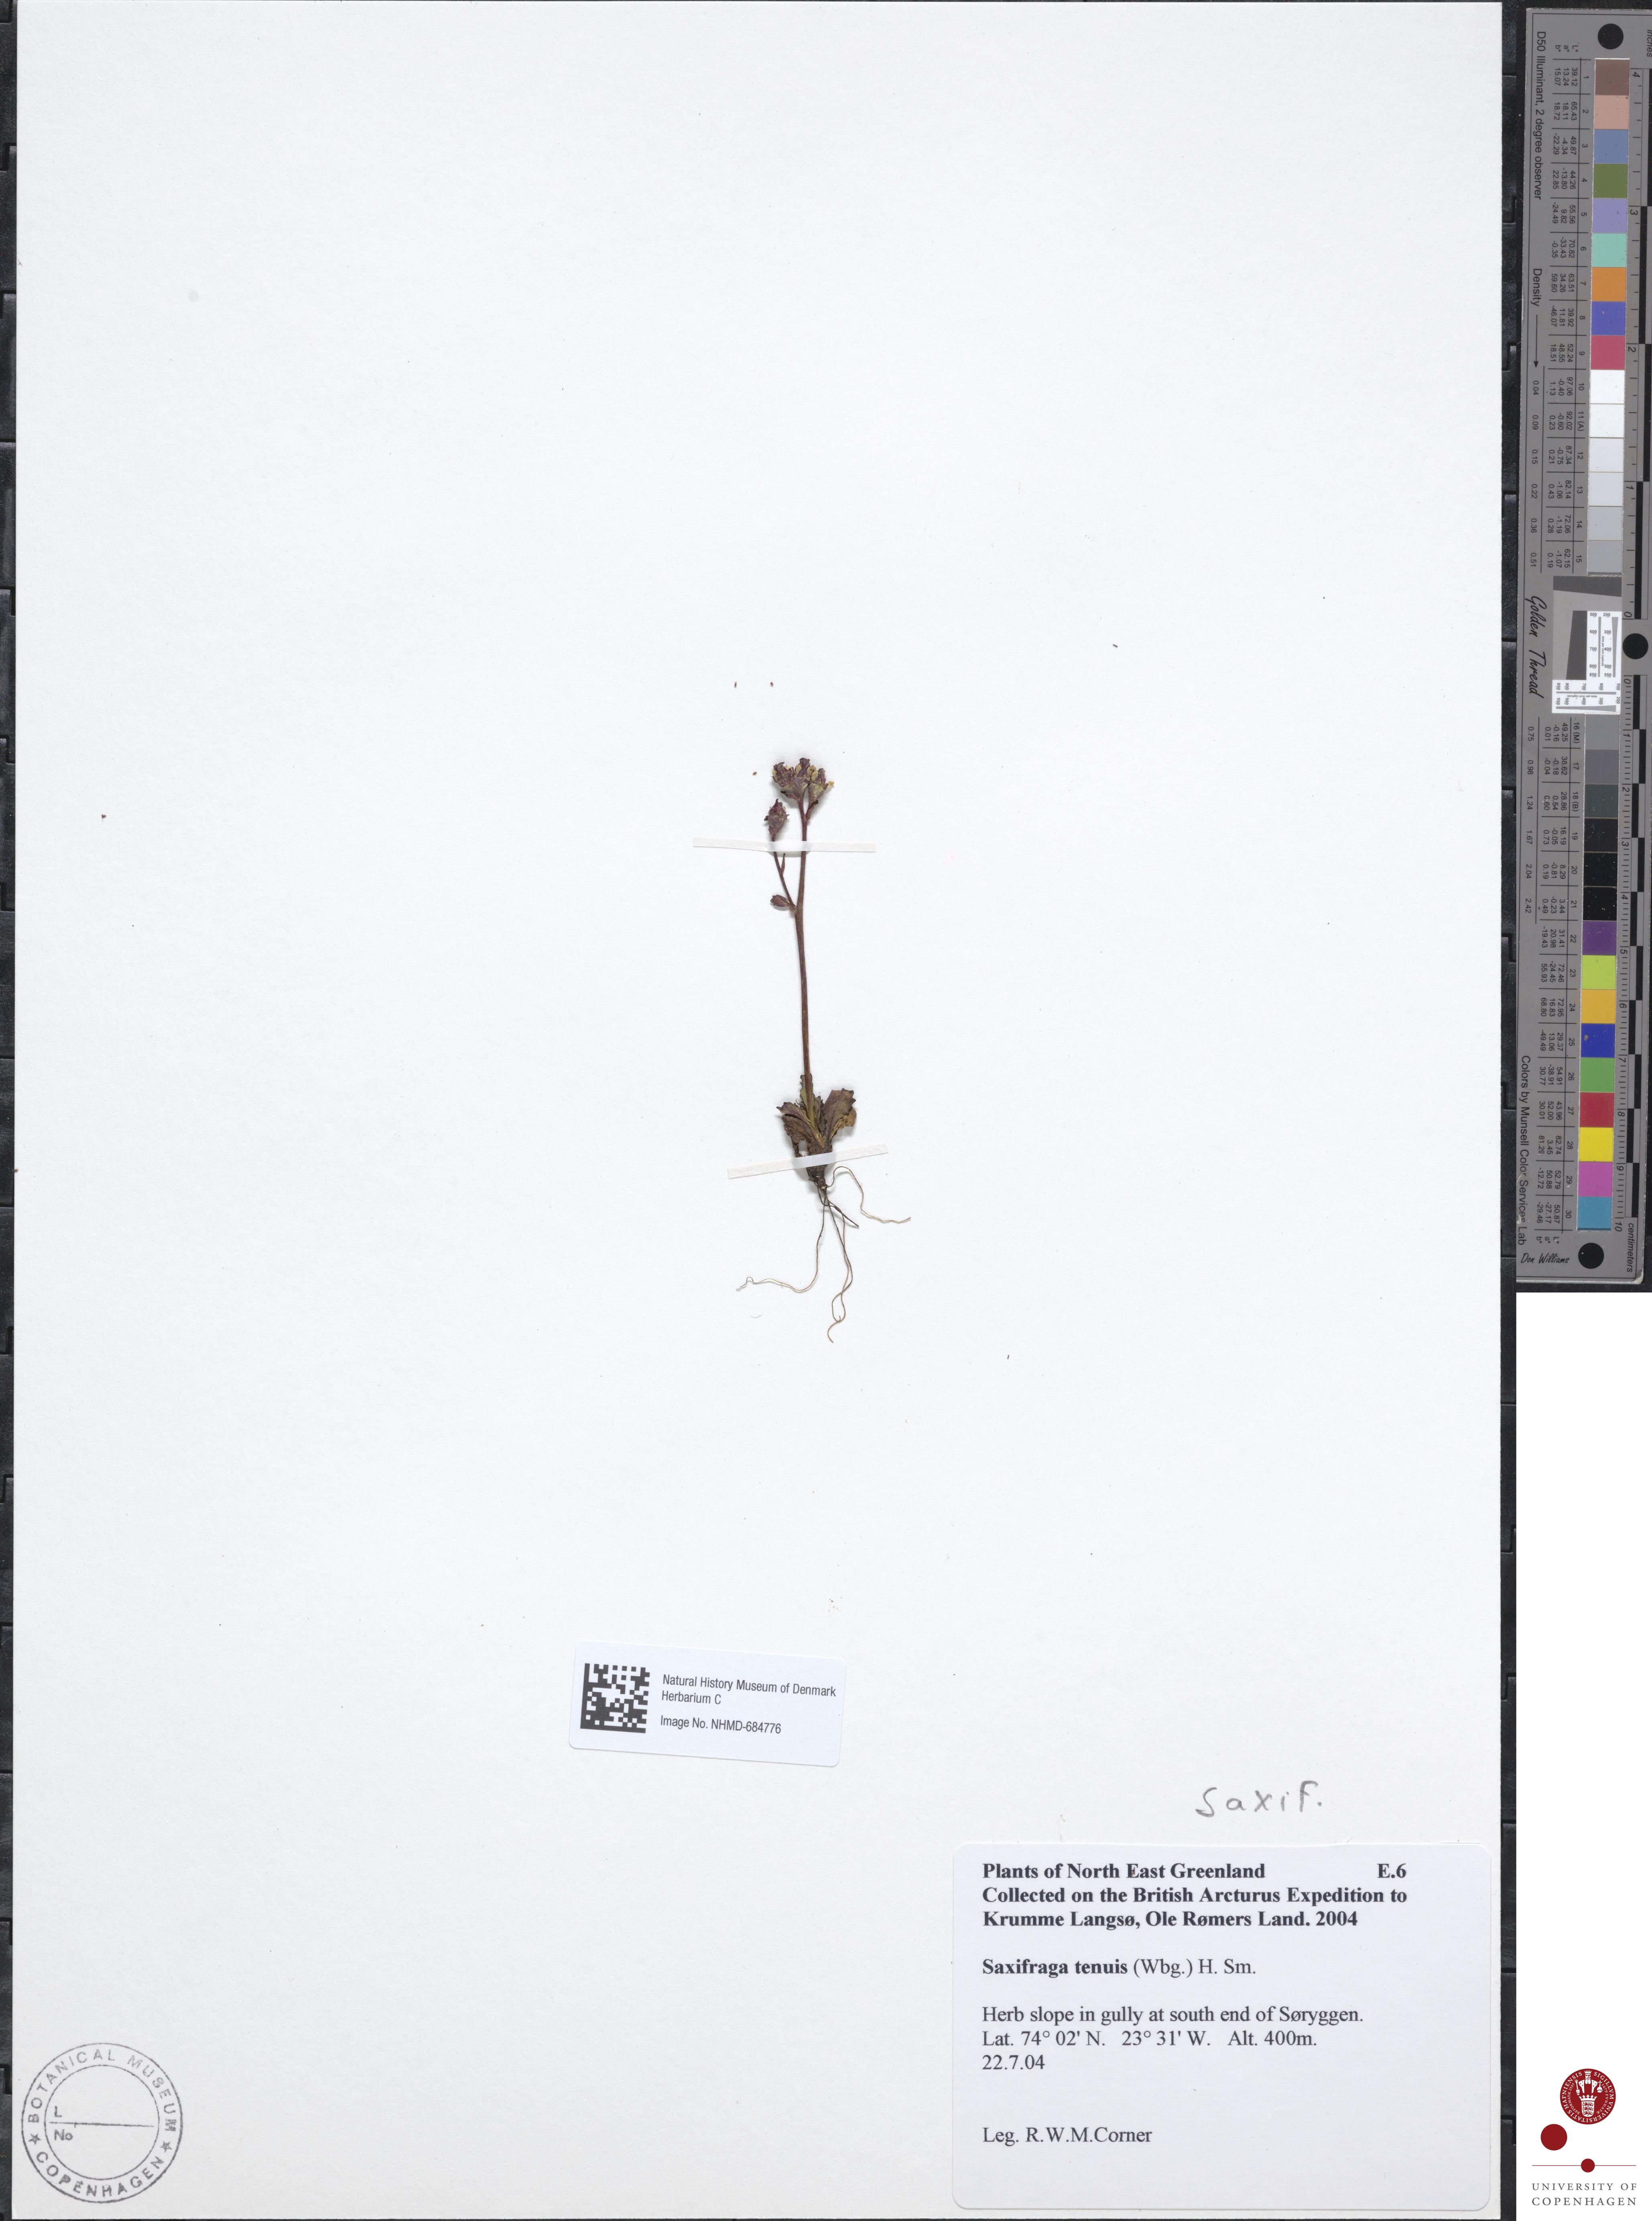 Natural History Museum of Denmark
Herbarium C
Image No. NHMD-684776
Saxif.
Plants of North East Greenland E.6
Collected on the British Arcturus Expedition to
Krumme Langsø, Ole Rømers Land. 2004
Saxifraga tenuis (Wbg.) H. Sm.
Herb slope in gully at south end of Søryggen.
Lat. 74° 02' N. 23° 31' W. Alt. 400m.
22.7.04
Leg. R.W.M.Corner
BOTANICAL MUSEUM
L
No
COPENHAGEN
D50 Illuminant, 2 degree observer
Density
Golden Thread
Colors by Munsell Color Services Lab
Don Williams
inches
centimeters
UNIVERSITY OF
COPENHAGEN